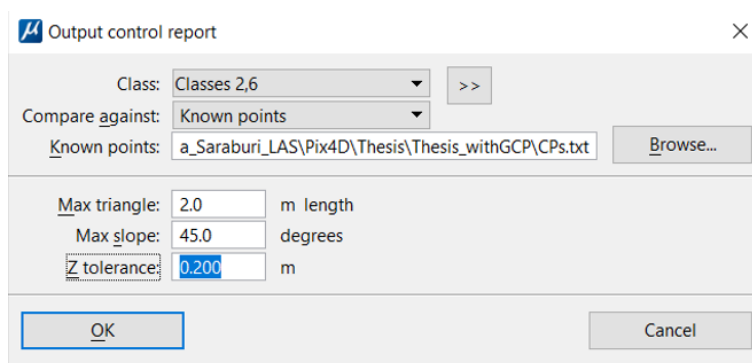 Output control report
Class: Classes 2,6 >>
Compare against: Known points
Known points: a_Saraburi_LAS\Pix4D\Thesis\Thesis_withGCP\CPs.txt Browse...
Max triangle: 2.0 m length
Max slope: 45.0 degrees
Z tolerance: 0.200 m
OK Cancel